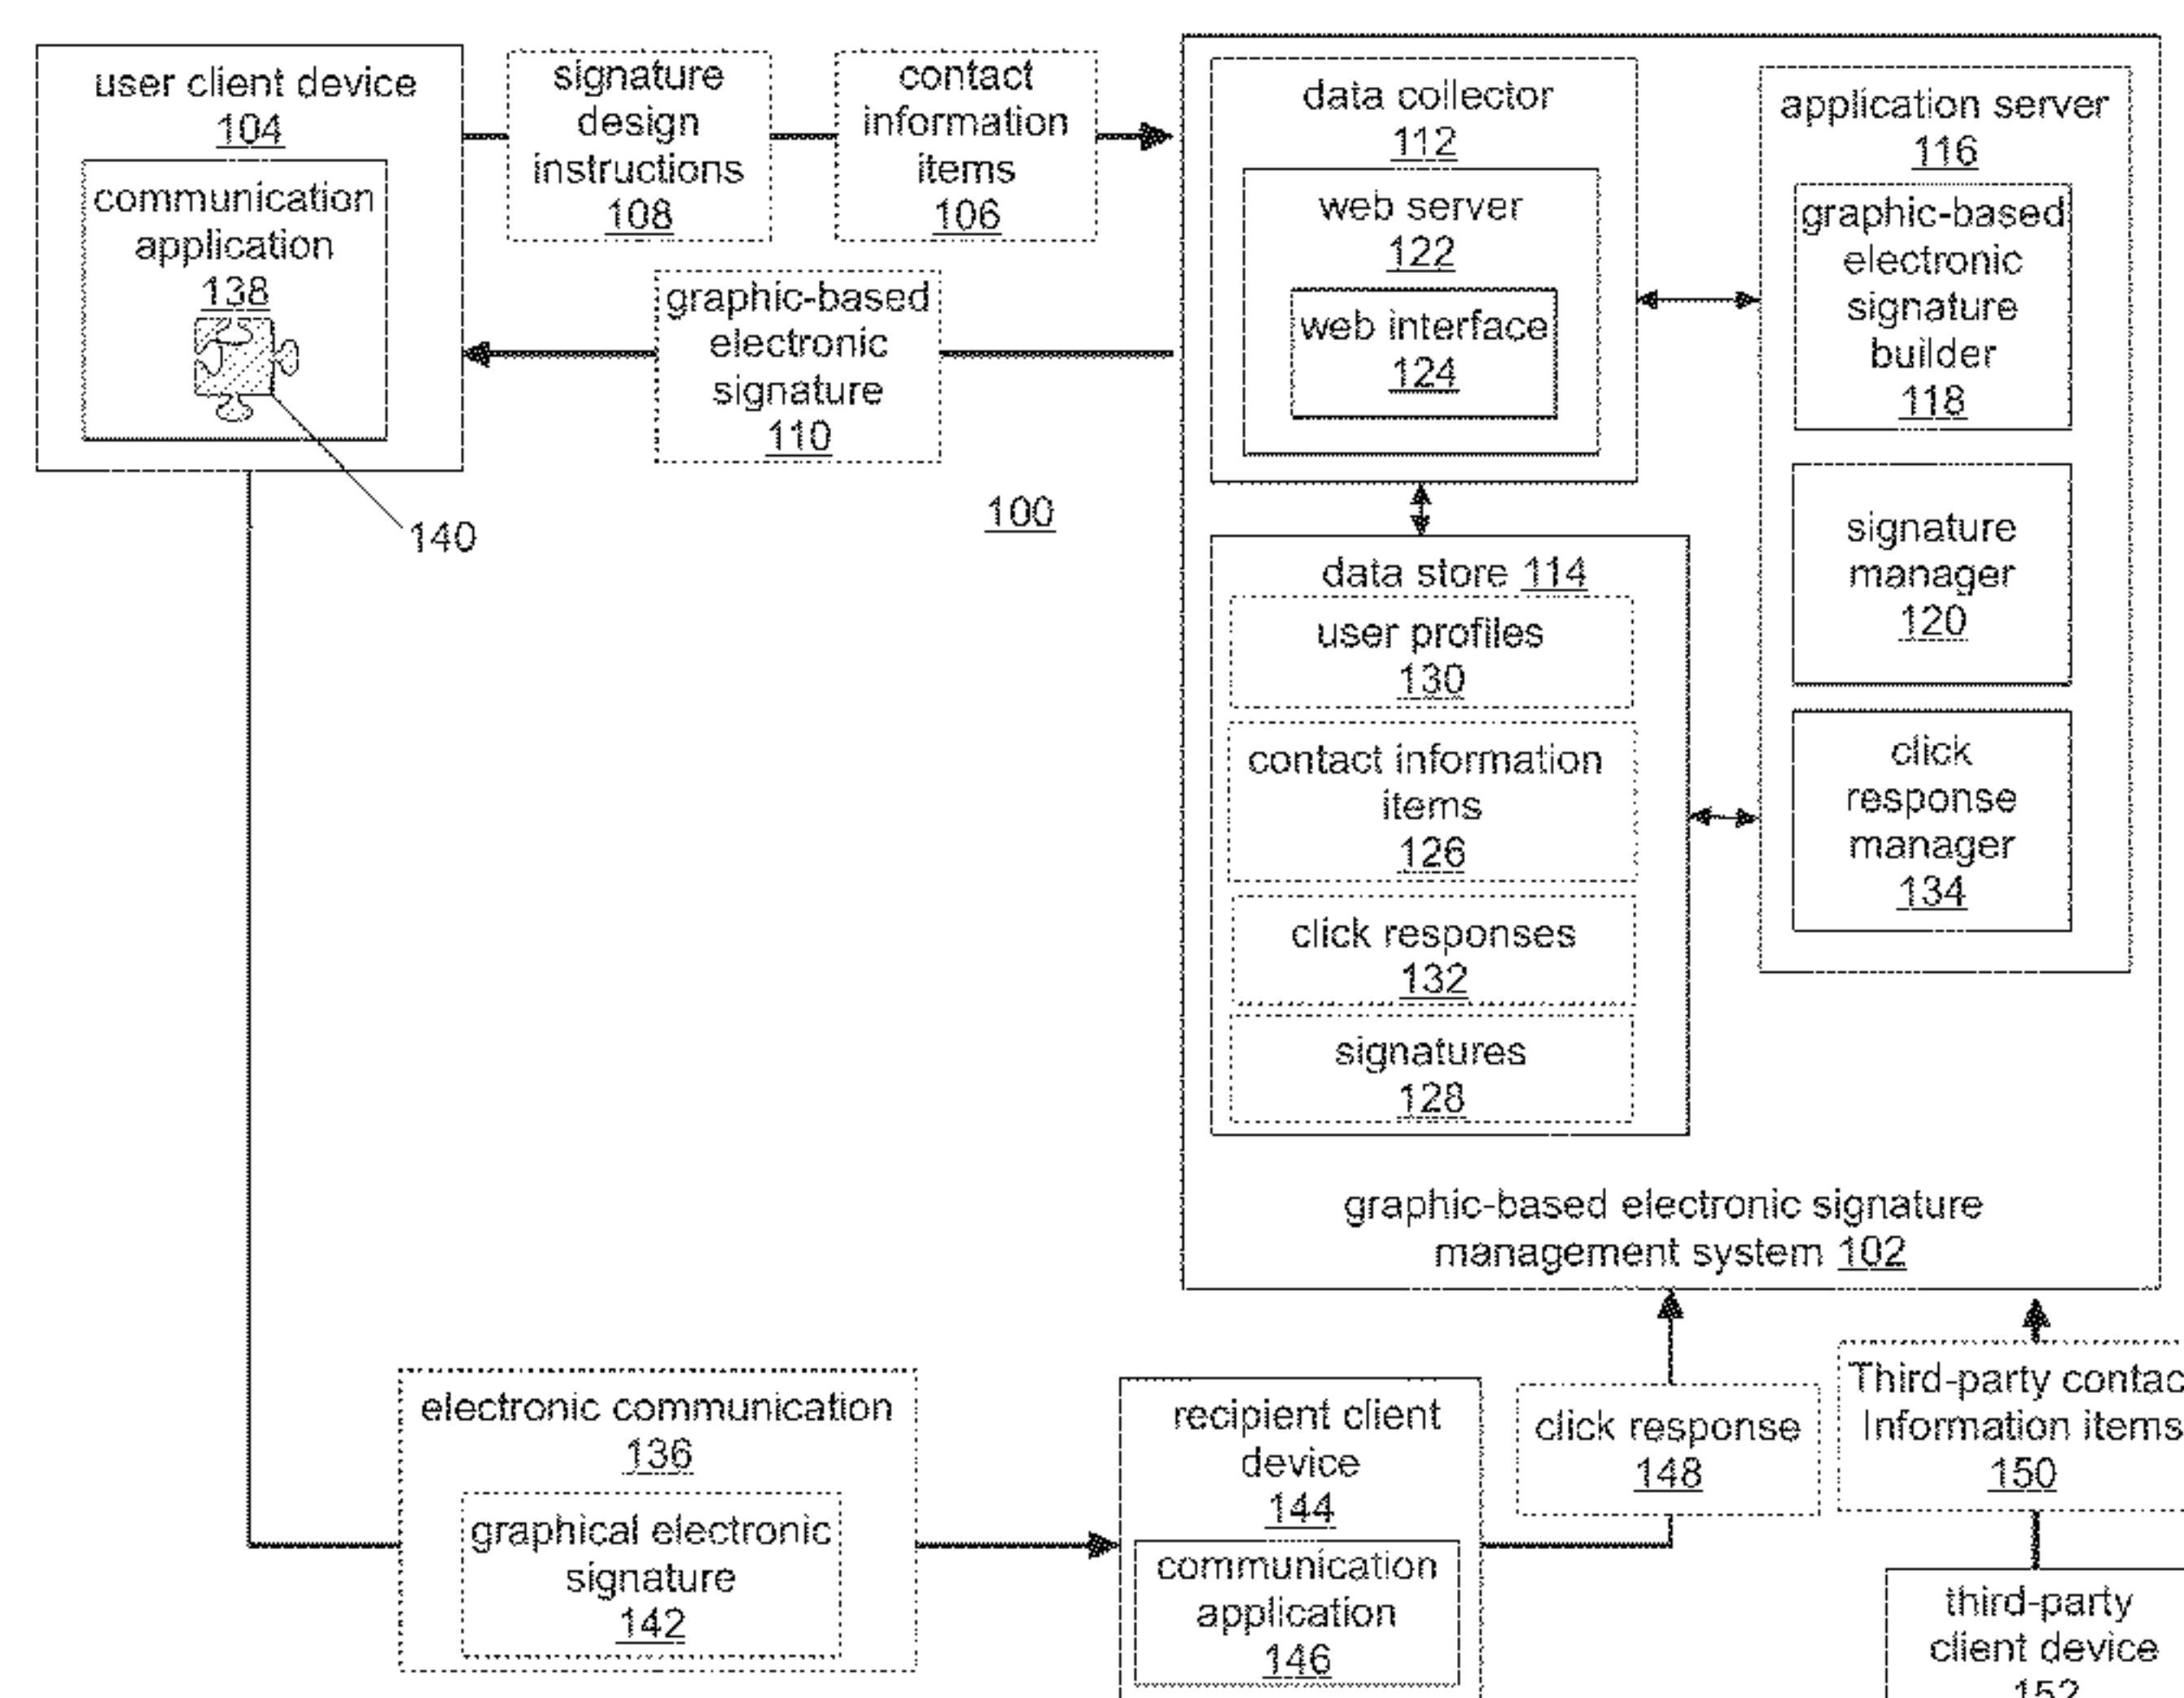 user client device
104
communication
application
138
140
signature
design
instructions
108
contact
information
items
106
graphic-based
electronic
signature
110
100
data collector
112
web server
122
web interface
124
application server
116
graphic-based
electronic
signature
builder
118
signature
manager
120
click
response
manager
134
data store 114
user profiles
130
contact information
items
126
click responses
132
signatures
128
graphic-based electronic signature
management system 102
electronic communication
136
graphical electronic
signature
142
recipient client
device
144
communication
application
146
click response
148
Third-party contac
Information items
150
third-party
client device
152